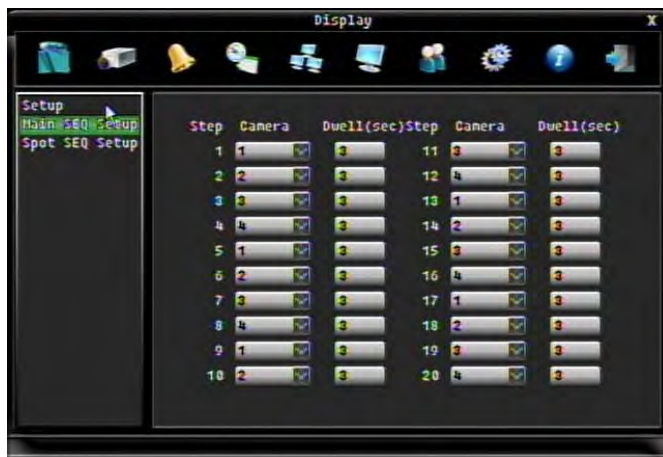 Display X
Setup
Main SEQ Setup
Spot SEQ Setup
Step Camera Dwell(sec) Step Camera Dwell(sec)
1 1 3 11 3 3
2 2 3 12 4 3
3 3 3 13 1 3
4 4 3 14 2 3
5 1 3 15 3 3
6 2 3 16 4 3
7 3 3 17 1 3
8 4 3 18 2 3
9 1 3 19 3 3
10 2 3 20 4 3